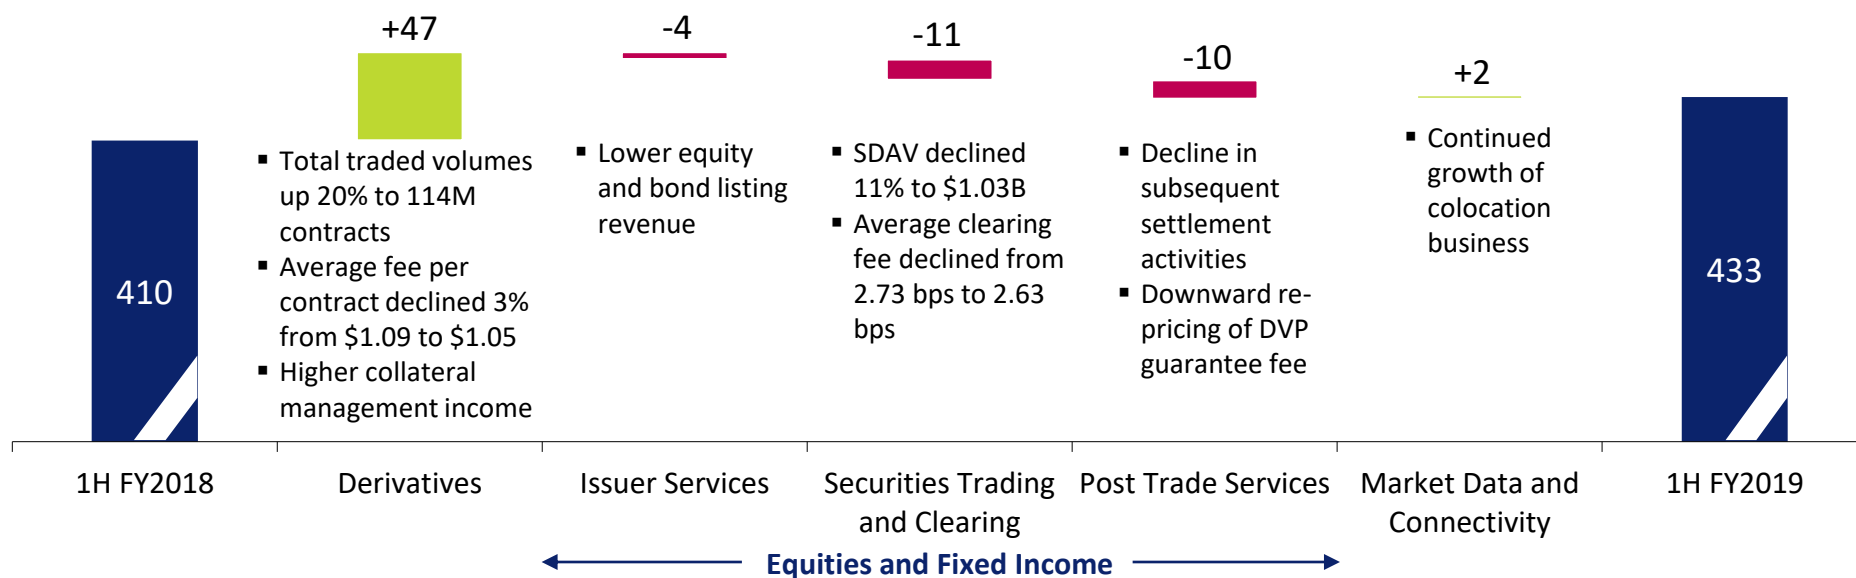 +47
-4
-11
-10
+2
410
▪ Total traded volumes
up 20% to 114M
contracts
▪ Average fee per
contract declined 3%
from $1.09 to $1.05
▪ Higher collateral
management income
▪ Lower equity
and bond listing
revenue
▪ SDAV declined
11% to $1.03B
▪ Average clearing
fee declined from
2.73 bps to 2.63
bps
▪ Decline in
subsequent
settlement
activities
▪ Downward re-
pricing of DVP
guarantee fee
▪ Continued
growth of
colocation
business
433
1H FY2018
Derivatives
Issuer Services
Securities Trading
and Clearing
Post Trade Services
Market Data and
Connectivity
1H FY2019
Equities and Fixed Income